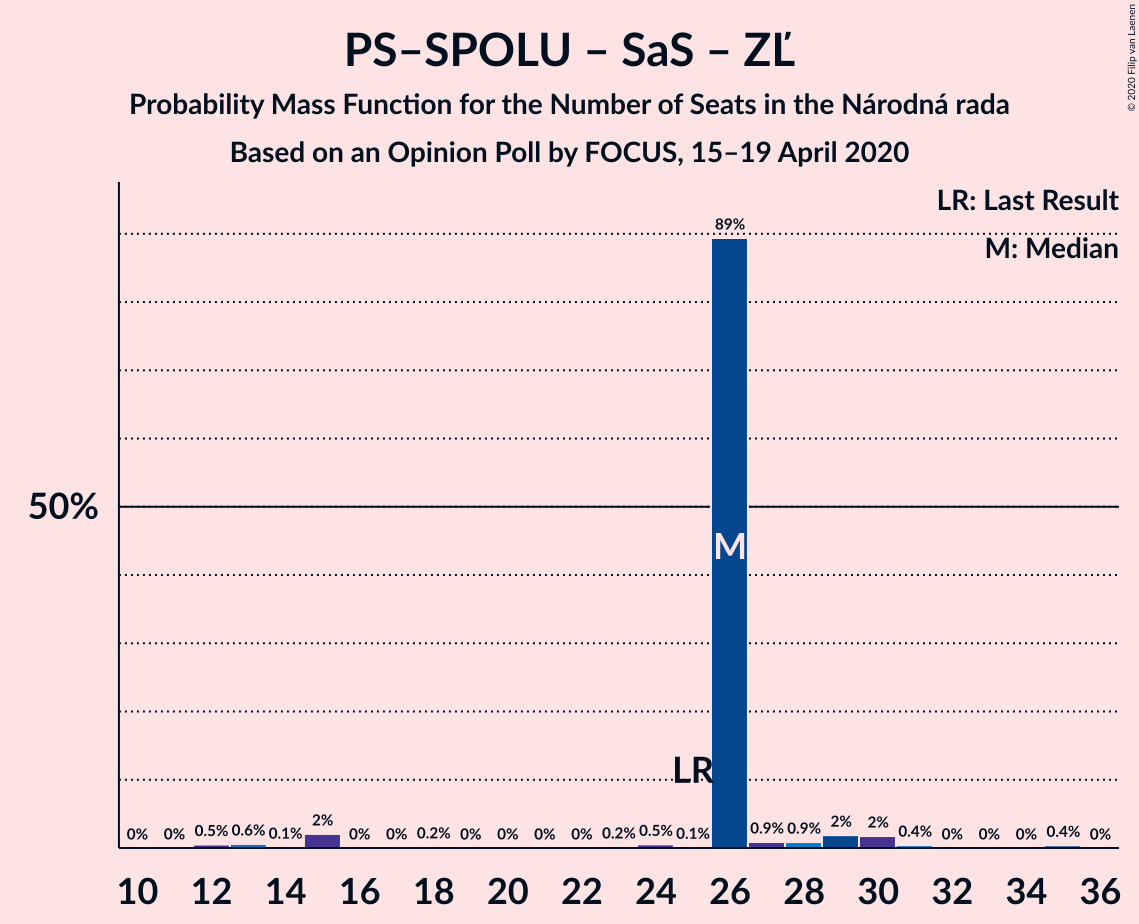 PS–SPOLU – SaS – ZĽ
Probability Mass Function for the Number of Seats in the Národná rada
Based on an Opinion Poll by FOCUS, 15–19 April 2020
© 2020 Filip van Laenen
LR: Last Result
M: Median
89%
50%
M
LR
0% 0% 0.5% 0.6% 0.1% 2% 0% 0% 0.2% 0% 0% 0% 0% 0.2% 0.5% 0.1% 0.9% 0.9% 2% 2% 0.4% 0% 0% 0% 0.4% 0%
10 12 14 16 18 20 22 24 26 28 30 32 34 36